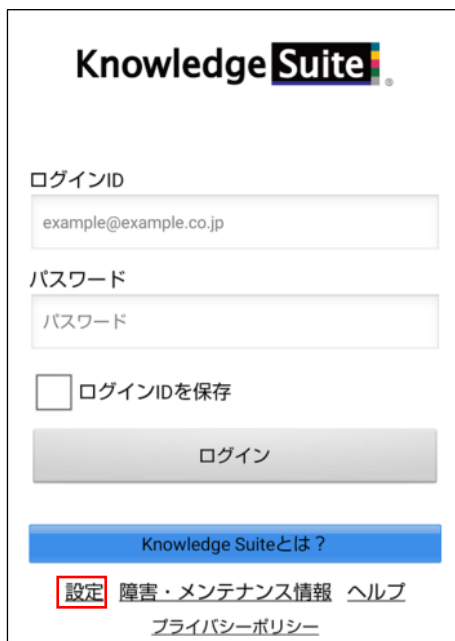 Knowledge Suite ®
ログインID
example@example.co.jp
パスワード
パスワード
ログインIDを保存
ログイン
Knowledge Suiteとは？
設定 障害・メンテナンス情報 ヘルプ
プライバシーポリシー